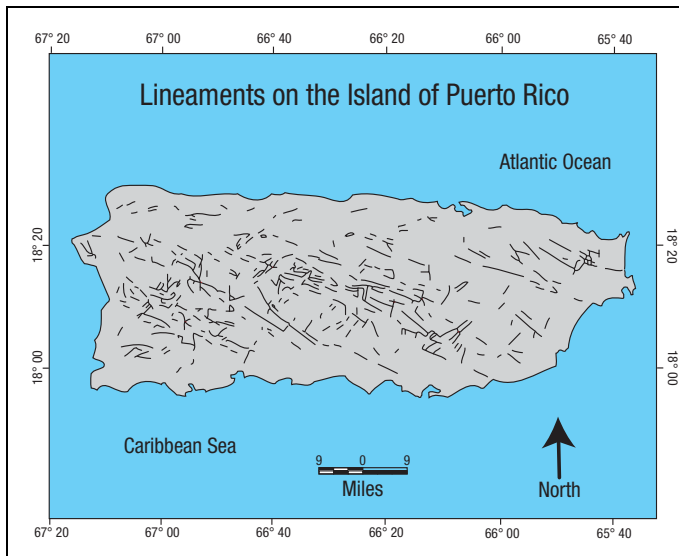 67° 20 67° 00 66° 40 66° 20 66° 00 65° 40
Lineaments on the Island of Puerto Rico
Atlantic Ocean
18° 20 18° 20
18° 00 18° 00
Caribbean Sea
9 0 9
Miles
North
67° 20 67° 00 66° 40 66° 20 66° 00 65° 40